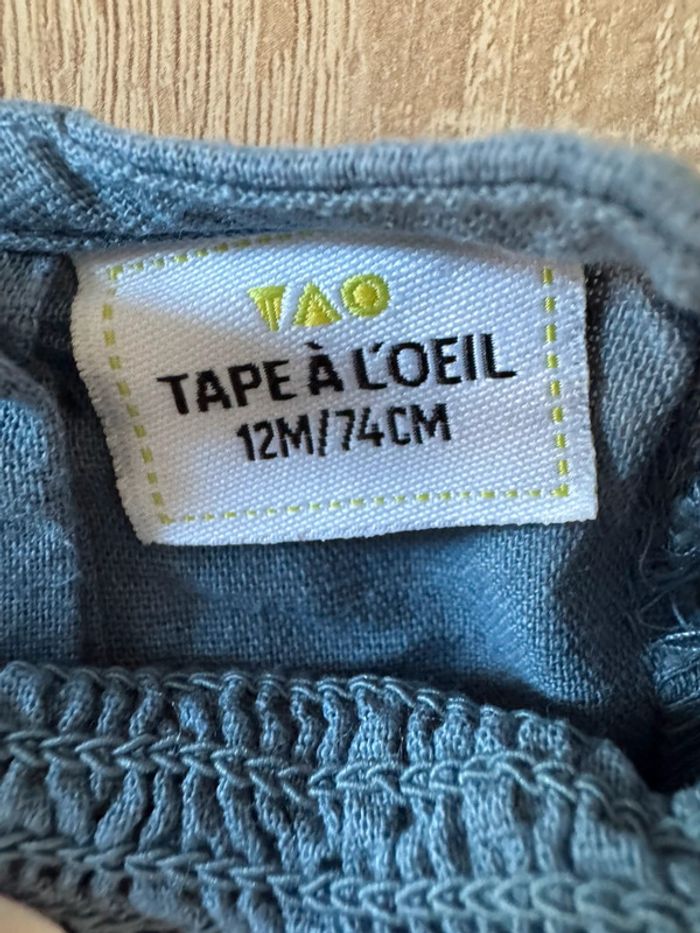 TAO
TAPE À L'OEIL
12M/74CM